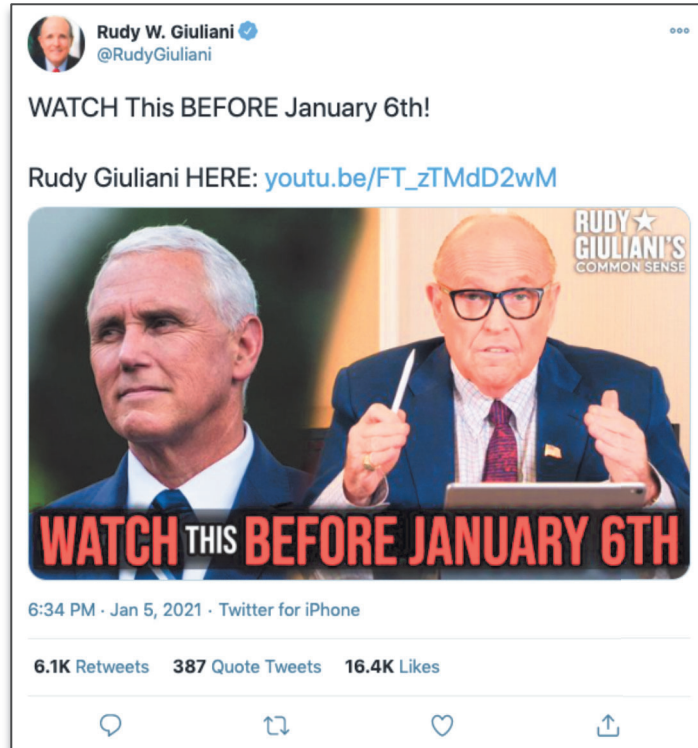 Rudy W. Giuliani
@RudyGiuliani
WATCH This BEFORE January 6th!
Rudy Giuliani HERE: youtu.be/FT_zTMdD2wM
RUDY★
GIULIANI'S
COMMON SENSE
WATCH THIS BEFORE JANUARY 6TH
6:34 PM · Jan 5, 2021 · Twitter for iPhone
6.1K Retweets 387 Quote Tweets 16.4K Likes